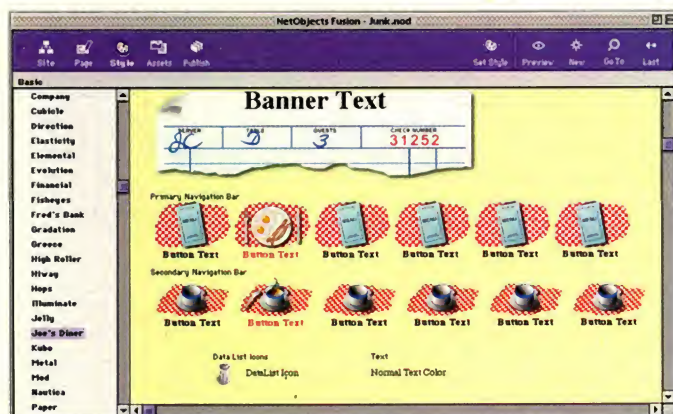 NetObjects Fusion - Junk.nod
Site Page Style Assets Publish Set Style Preview New Go To Last
Basic
Company
Cubicle
Direction
Elasticity
Elemental
Evolution
Financial
Fisheyes
Fred's Bank
Gradation
Greece
High Roller
Hiway
Hops
Illuminate
Jelly
Joe's Diner
Kubo
Metal
Mod
Nautica
Paper
Banner Text
SERVER TABLE GUESTS CHECK NUMBER
JC D 3 31252
Primary Navigation Bar
Button Text Button Text Button Text Button Text Button Text Button Text
Secondary Navigation Bar
Button Text Button Text Button Text Button Text Button Text Button Text
Data List Icons Text
DataList Icon Normal Text Color